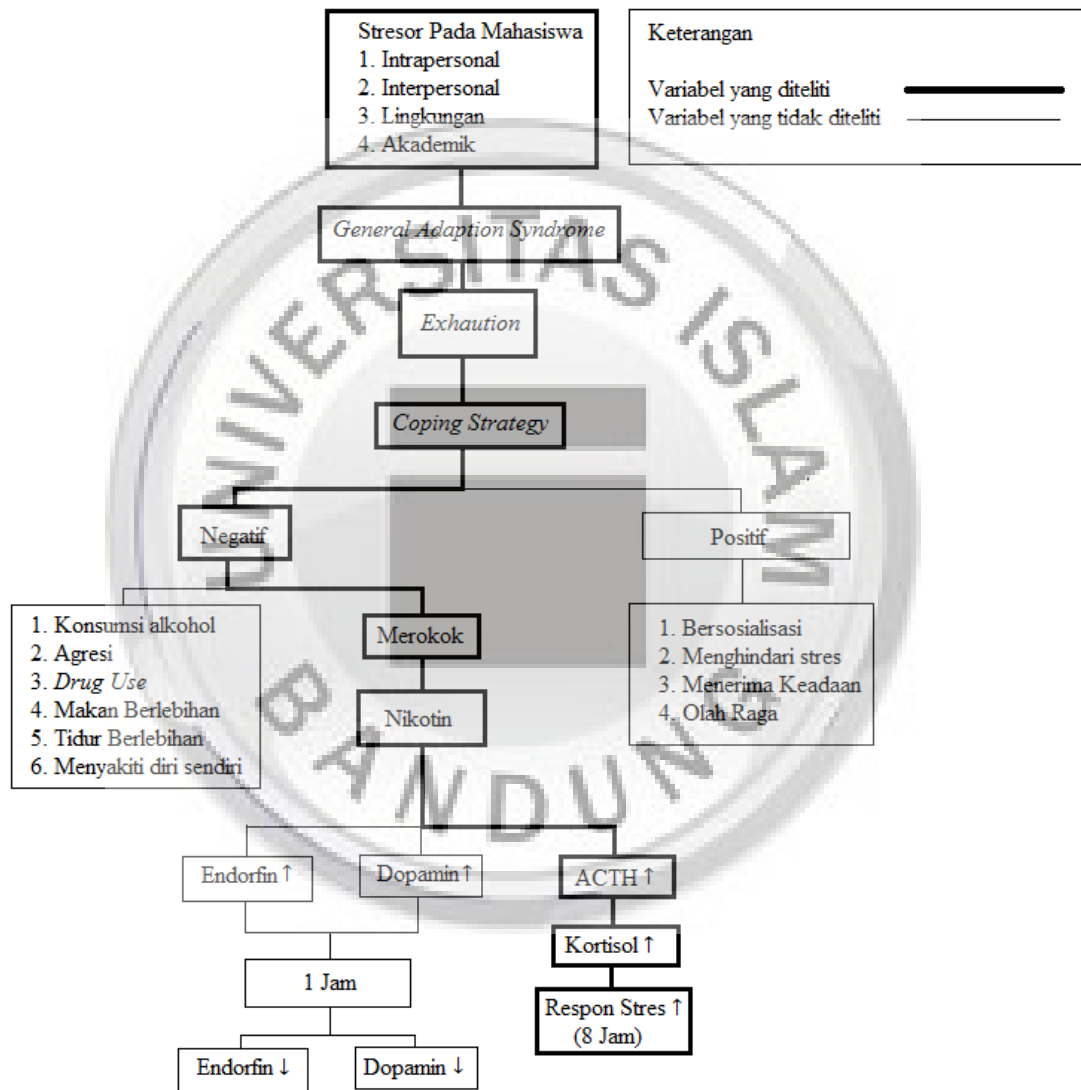 Stresor Pada Mahasiswa
1. Intrapersonal
2. Interpersonal
3. Lingkungan
4. Akademik
Keterangan
Variabel yang diteliti
Variabel yang tidak diteliti
General Adaption Syndrome
Exhaution
Coping Strategy
Negatif
Positif
1. Konsumsi alkohol
2. Agresi
3. Drug Use
4. Makan Berlebihan
5. Tidur Berlebihan
6. Menyakiti diri sendiri
Merokok
Nikotin
1. Bersosialisasi
2. Menghindari stres
3. Menerima Keadaan
4. Olah Raga
Endorfin ↑
Dopamin ↑
ACTH ↑
Kortisol ↑
1 Jam
Respon Stres ↑
(8 Jam)
Endorfin ↓
Dopamin ↓
UNIVERSITAS ISLAM
BANDUNG